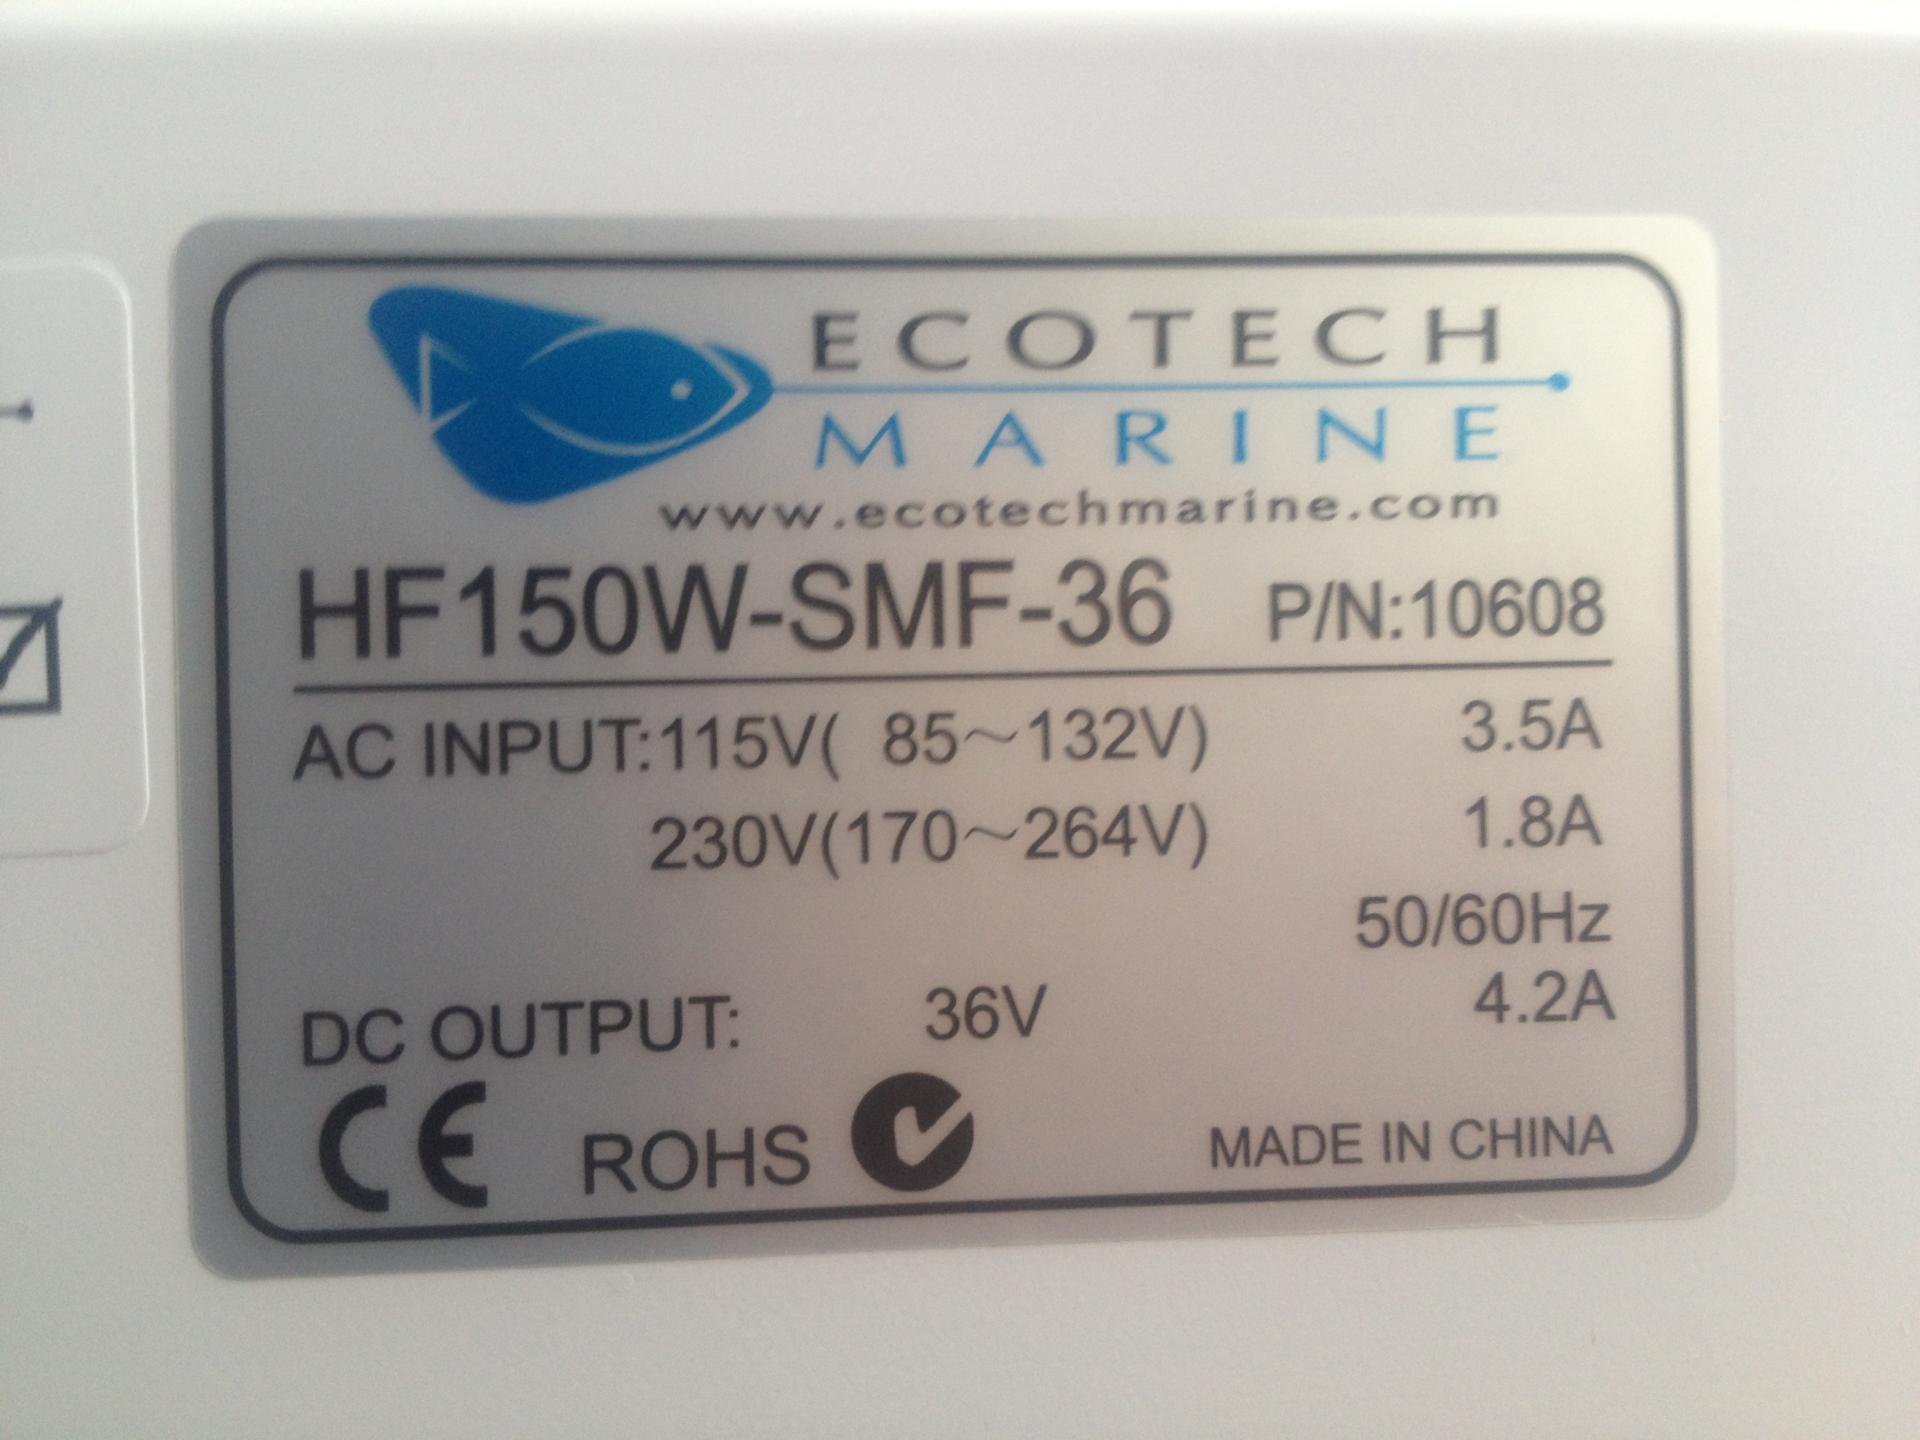 ECOTECH
MARINE
www.ecotechmarine.com
HF150W-SMF-36 P/N:10608
AC INPUT:115V( 85~132V) 3.5A
230V(170~264V) 1.8A
50/60Hz
DC OUTPUT: 36V 4.2A
CE ROHS MADE IN CHINA